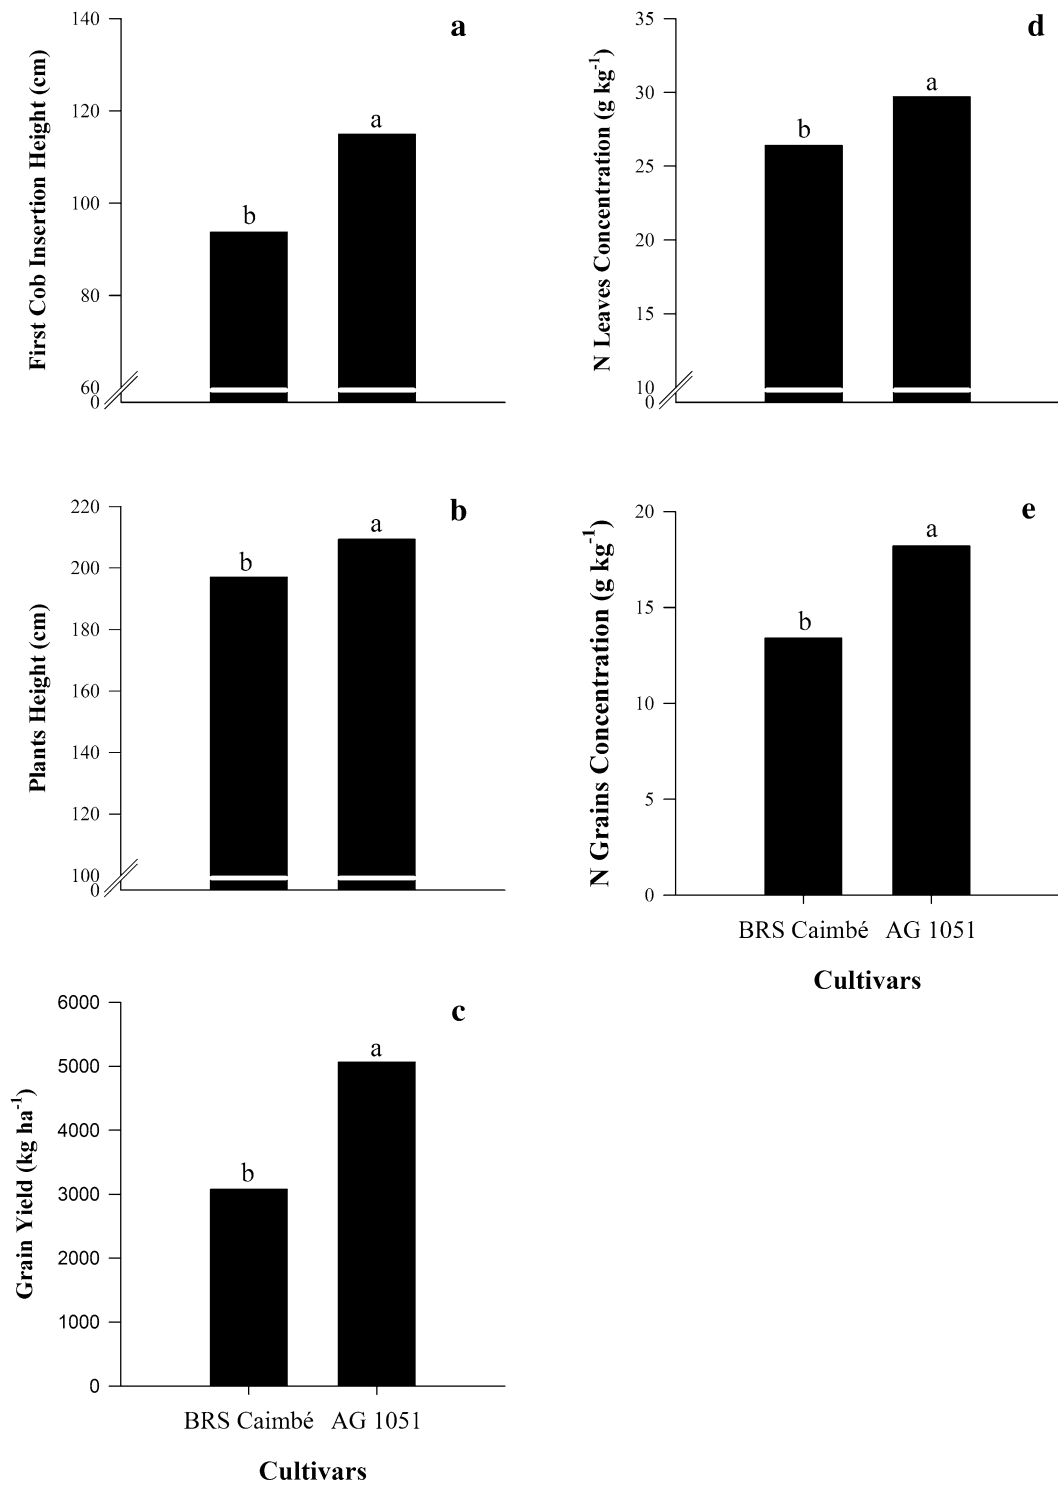 a
First Cob Insertion Height (cm)
140
120
100
80
60
0
b
a
d
N Leaves Concentration (g kg-1)
35
30
25
20
15
10
0
b
a
b
Plants Height (cm)
220
200
180
160
140
120
100
0
b
a
e
N Grains Concentration (g kg-1)
20
15
10
5
0
b
a
BRS Caimbé AG 1051
Cultivars
c
Grain Yield (kg ha-1)
6000
5000
4000
3000
2000
1000
0
b
a
BRS Caimbé AG 1051
Cultivars